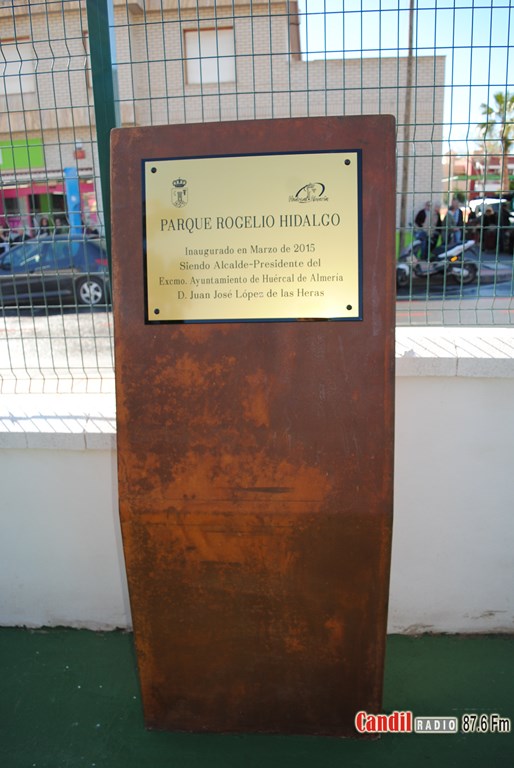 PARQUE ROGELIO HIDALGO
Inaugurado en Marzo de 2015
Siendo Alcalde-Presidente del
Excmo. Ayuntamiento de Huércal de Almería
D. Juan José López de las Heras
Candil RADIO 87.6 Fm